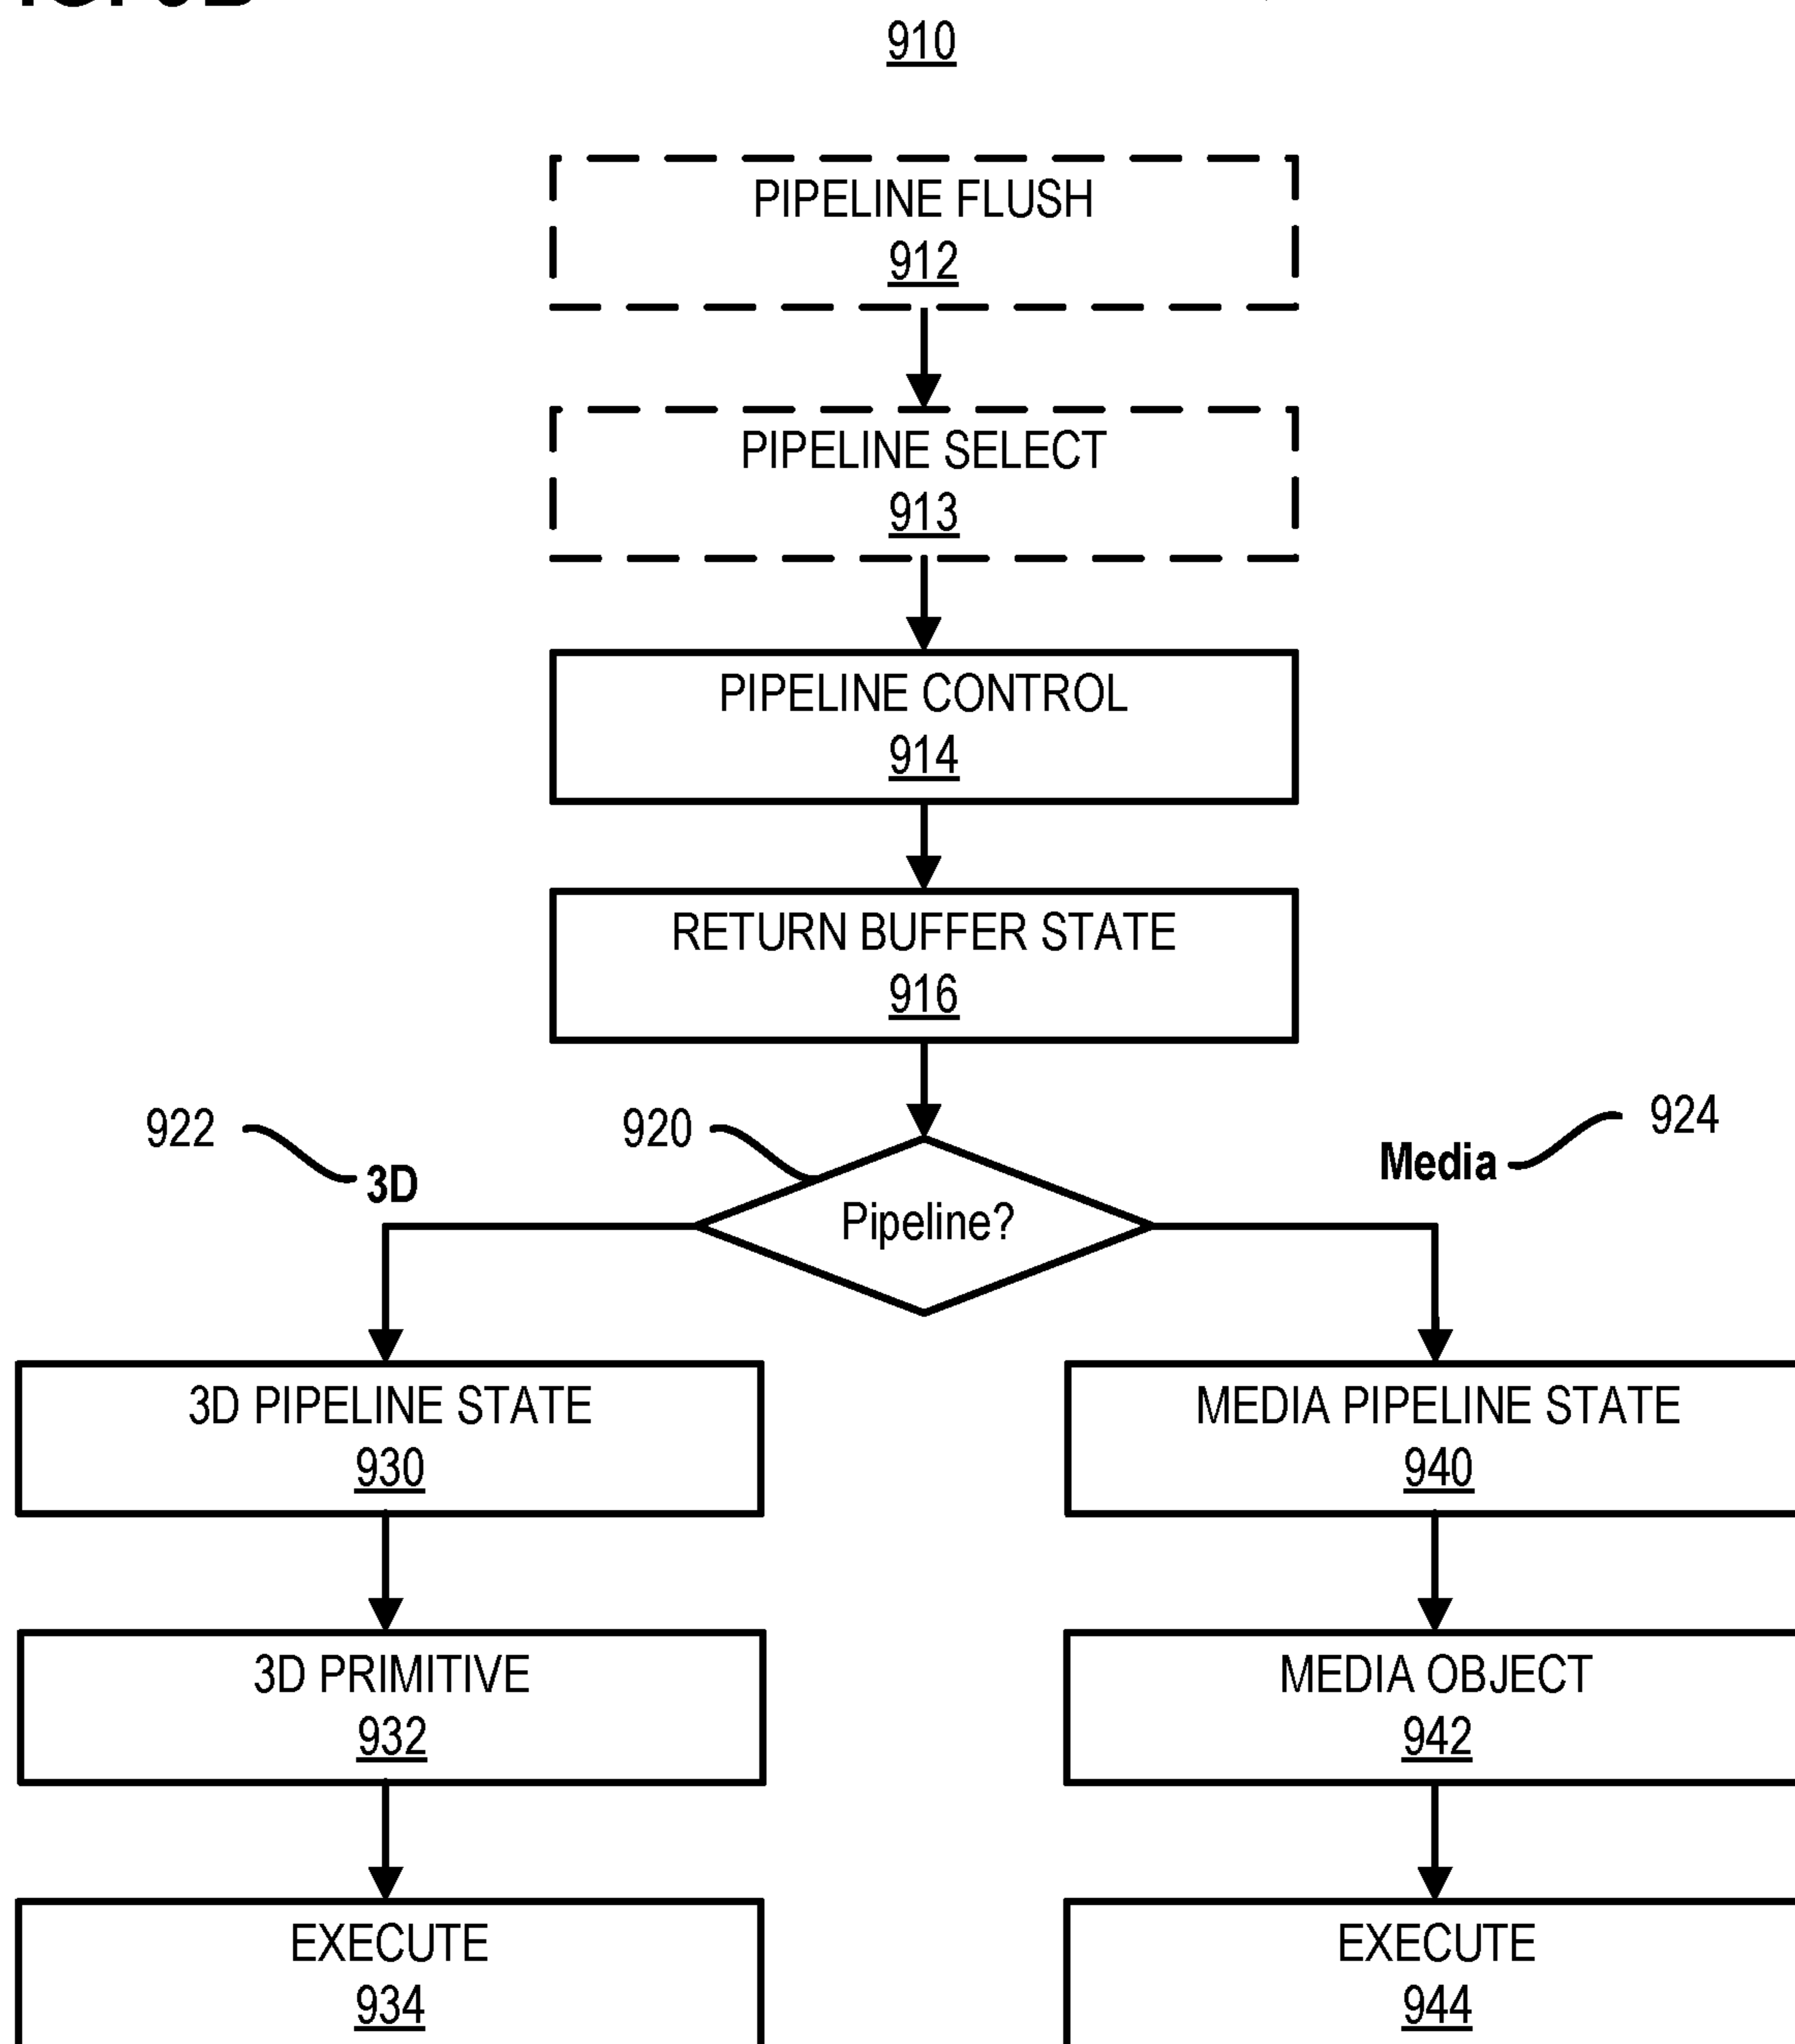 910
PIPELINE FLUSH
912
PIPELINE SELECT
913
PIPELINE CONTROL
914
RETURN BUFFER STATE
916
922
920
924
3D
Media
Pipeline?
3D PIPELINE STATE
930
MEDIA PIPELINE STATE
940
3D PRIMITIVE
932
MEDIA OBJECT
942
EXECUTE
934
EXECUTE
944